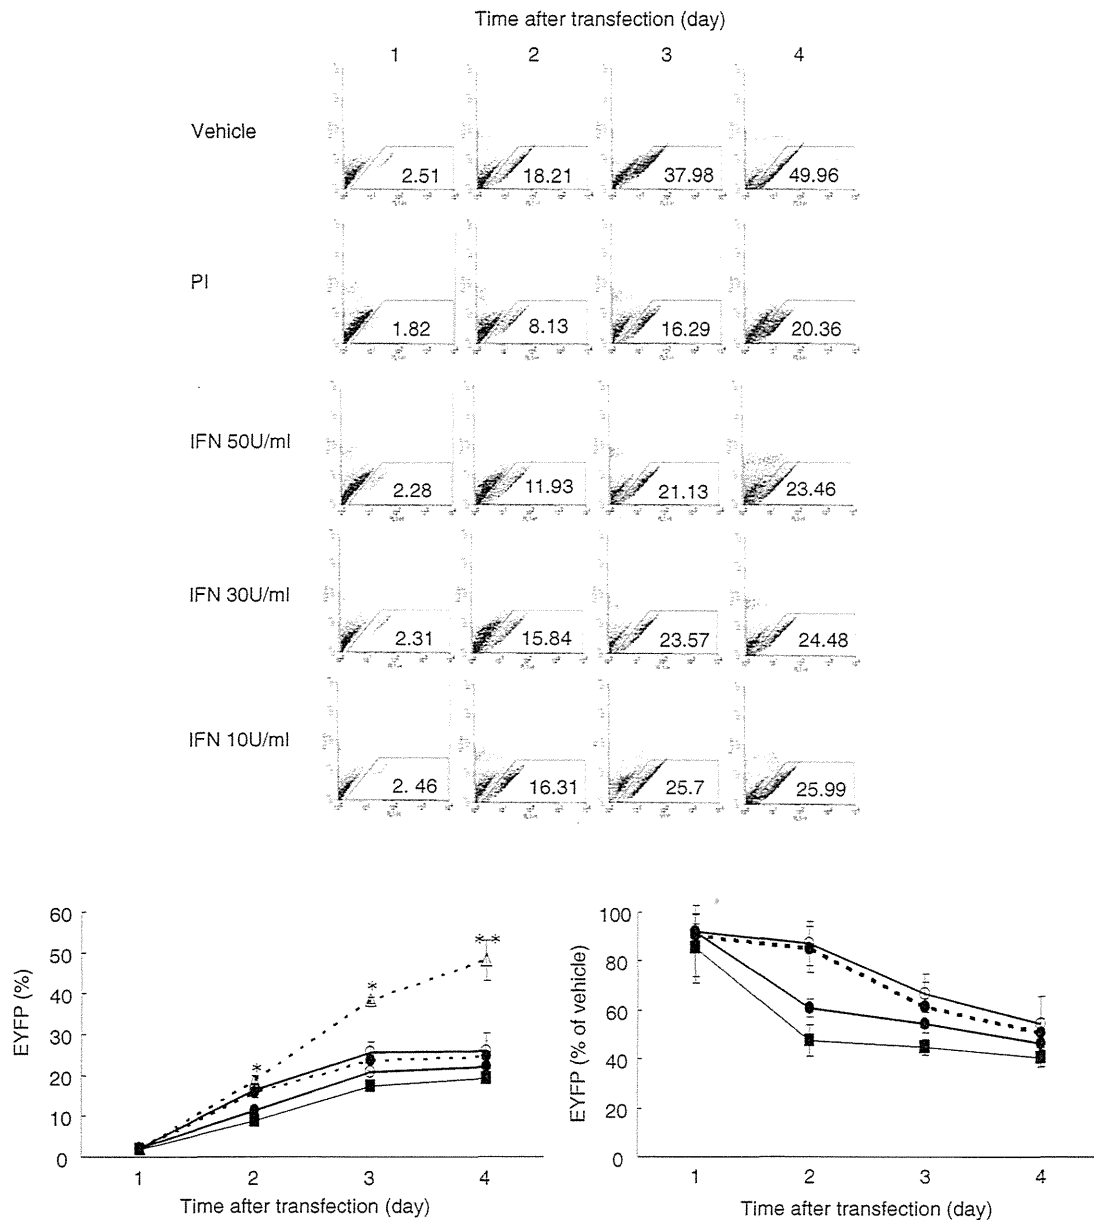 Time after transfection (day)
1 2 3 4
Vehicle
2.51 18.21 37.98 49.96
PI
1.82 8.13 16.29 20.36
IFN 50U/ml
2.28 11.93 21.13 23.46
IFN 30U/ml
2.31 15.84 23.57 24.48
IFN 10U/ml
2. 46 16.31 25.7 25.99
EYFP (%)
60
50
40
30
20
10
0
* * **
1 2 3 4
Time after transfection (day)
EYFP (% of vehicle)
100
80
60
40
20
0
1 2 3 4
Time after transfection (day)